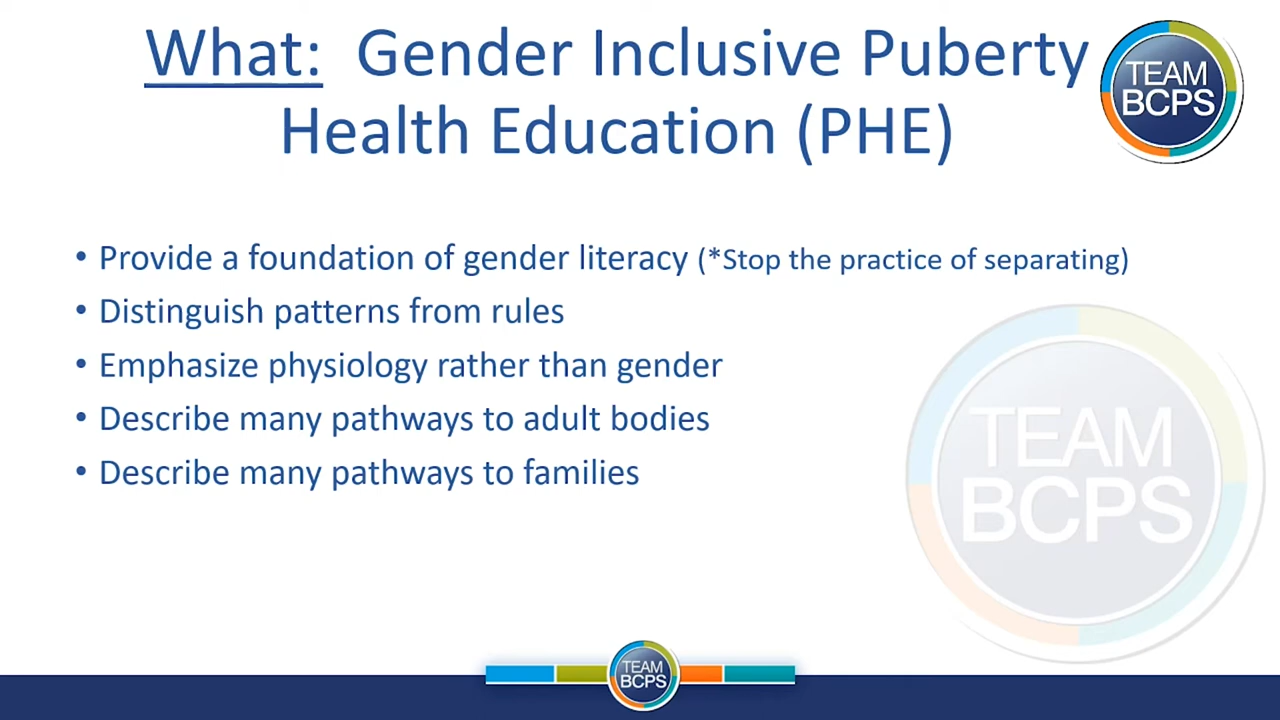 What: Gender Inclusive Puberty
Health Education (PHE)
TEAM
BCPS
• Provide a foundation of gender literacy (*Stop the practice of separating)
• Distinguish patterns from rules
• Emphasize physiology rather than gender
• Describe many pathways to adult bodies
• Describe many pathways to families
TEAM
BCPS
TEAM
BCPS